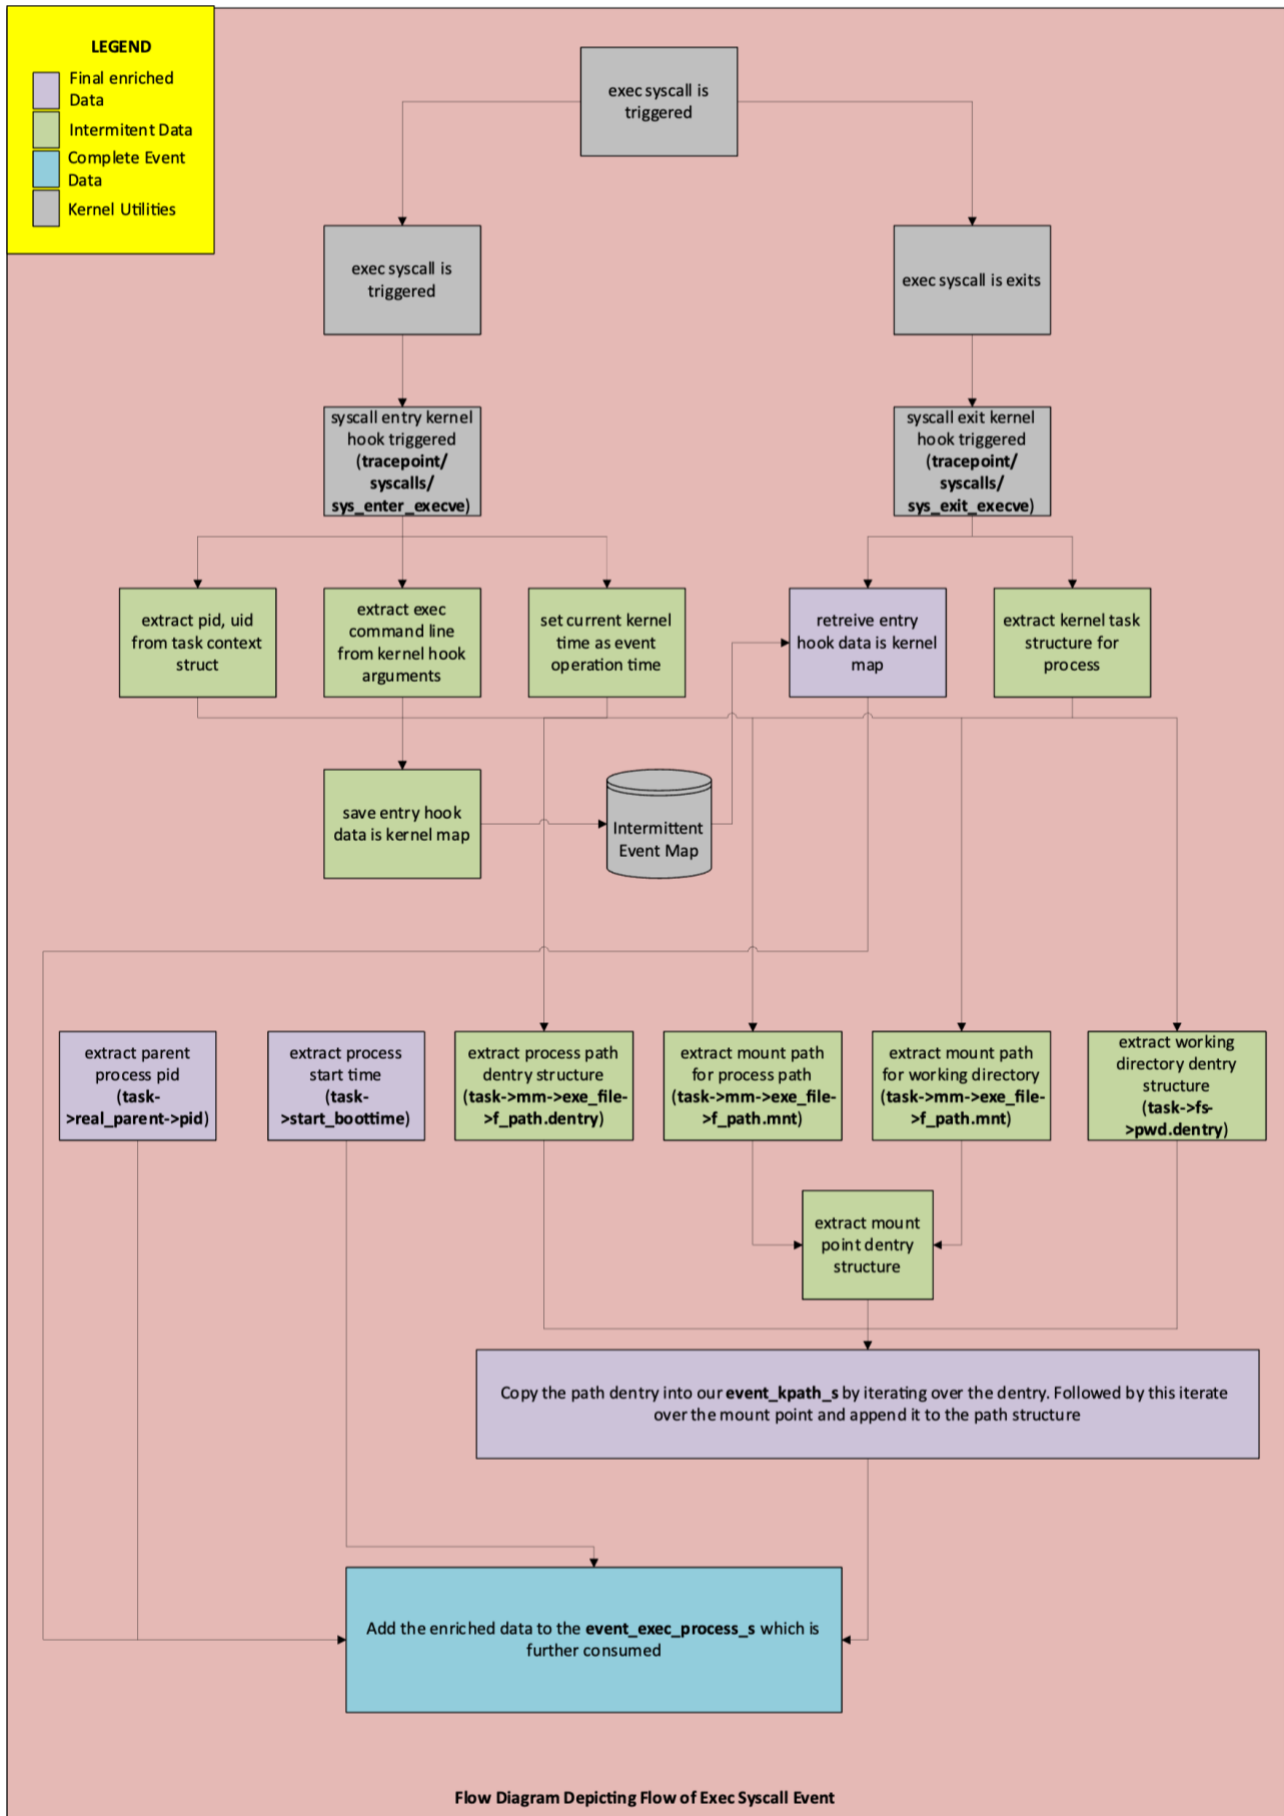 LEGEND
Final enriched
Data
Intermitent Data
Complete Event
Data
Kernel Utilities
exec syscall is
triggered
exec syscall is
triggered
exec syscall is exits
syscall entry kernel
hook triggered
(tracepoint/
syscalls/
sys_enter_execve)
syscall exit kernel
hook triggered
(tracepoint/
syscalls/
sys_exit_execve)
extract pid, uid
from task context
struct
extract exec
command line
from kernel hook
arguments
set current kernel
time as event
operation time
retreive entry
hook data is kernel
map
extract kernel task
structure for
process
save entry hook
data is kernel map
Intermittent
Event Map
extract parent
process pid
(task-
>real_parent->pid)
extract process
start time
(task-
>start_boottime)
extract process path
dentry structure
(task->mm->exe_file-
>f_path.dentry)
extract mount path
for process path
(task->mm->exe_file-
>f_path.mnt)
extract mount path
for working directory
(task->mm->exe_file-
>f_path.mnt)
extract working
directory dentry
structure
(task->fs-
>pwd.dentry)
extract mount
point dentry
structure
Copy the path dentry into our event_kpath_s by iterating over the dentry. Followed by this iterate
over the mount point and append it to the path structure
Add the enriched data to the event_exec_process_s which is
further consumed
Flow Diagram Depicting Flow of Exec Syscall Event